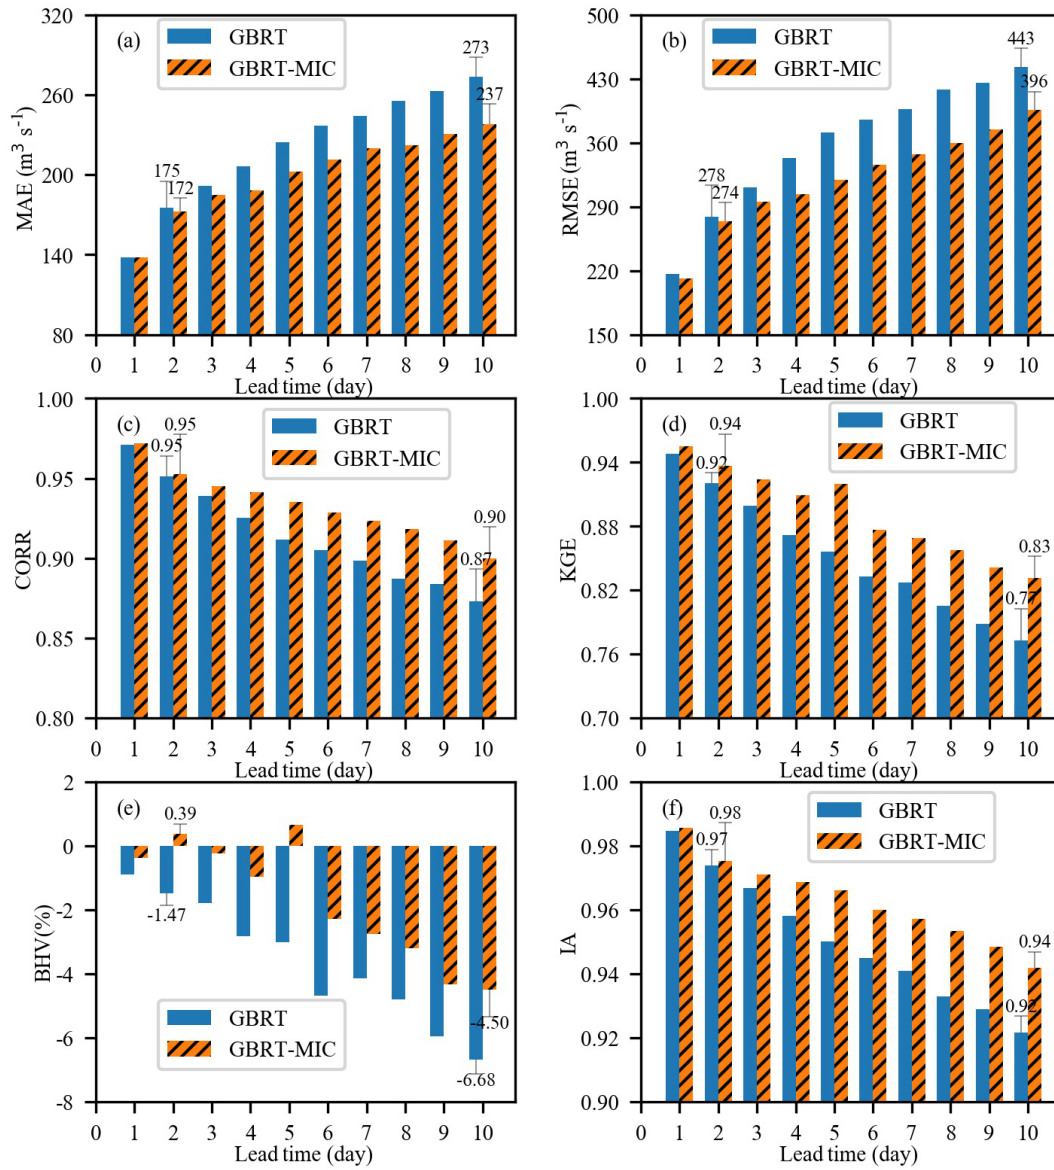 (a)
GBRT
GBRT-MIC
MAE (m³ s⁻¹)
320
260
200
140
80
175
172
273
237
0 1 2 3 4 5 6 7 8 9 10
Lead time (day)
(b)
GBRT
GBRT-MIC
RMSE (m³ s⁻¹)
500
430
360
290
220
150
278
274
443
396
0 1 2 3 4 5 6 7 8 9 10
Lead time (day)
(c)
GBRT
GBRT-MIC
CORR
1.00
0.95
0.90
0.85
0.80
0.95
0.95
0.90
0.87
0 1 2 3 4 5 6 7 8 9 10
Lead time (day)
(d)
GBRT
GBRT-MIC
KGE
1.00
0.94
0.88
0.82
0.76
0.70
0.94
0.92
0.83
0.77
0 1 2 3 4 5 6 7 8 9 10
Lead time (day)
(e)
GBRT
GBRT-MIC
BHV(%)
2
0
-2
-4
-6
-8
0.39
-1.47
-4.50
-6.68
0 1 2 3 4 5 6 7 8 9 10
Lead time (day)
(f)
GBRT
GBRT-MIC
IA
1.00
0.98
0.96
0.94
0.92
0.90
0.98
0.97
0.94
0.92
0 1 2 3 4 5 6 7 8 9 10
Lead time (day)